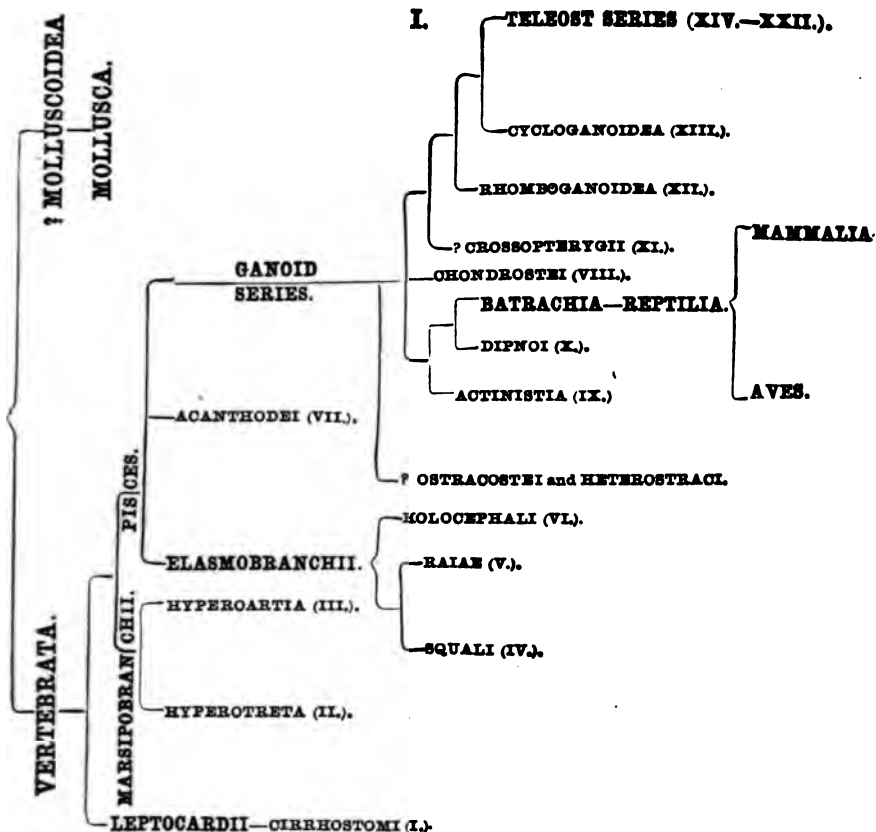 I.
TELEOST SERIES (XIV.—XXII.).
? MOLLUSCOIDEA
MOLLUSCA.
CYCLOGANOIDEA (XIII.).
RHOMBOGANOIDEA (XII.).
MAMMALIA.
? CROSSOPTERYGII (XI.).
GANOID
SERIES.
CHONDROSTEI (VIII.).
BATRACHIA—REPTILIA.
DIPNOI (X.).
ACTINISTIA (IX.)
AVES.
ACANTHODEI (VII.).
PISCES.
? OSTRACOSTEI and HETEROSTRACI.
HOLOCEPHALI (VI.).
ELASMOBRANCHII.
RAIAE (V.).
HYPEROARTIA (III.).
SQUALI (IV.).
VERTEBRATA.
MARSIPOBRANCHII.
HYPEROTRETA (II.).
LEPTOCARDII—CIRRHOSTOMI (I.).